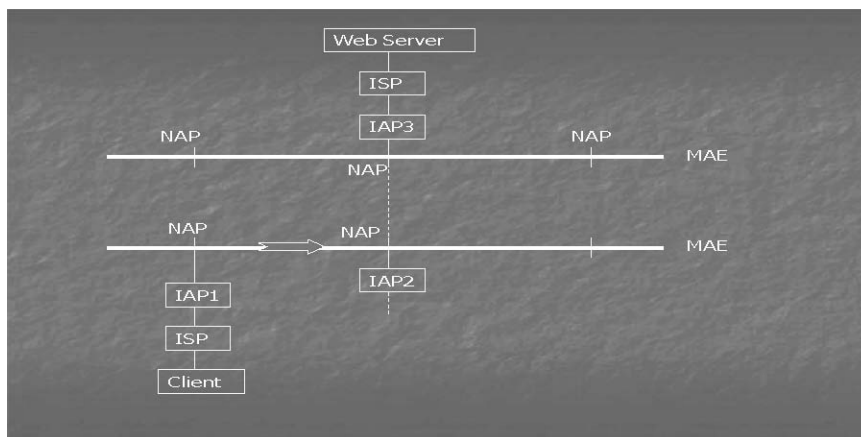 Web Server
ISP
IAP3
NAP
NAP
MAE
NAP
NAP
NAP
MAE
IAP1
IAP2
ISP
Client